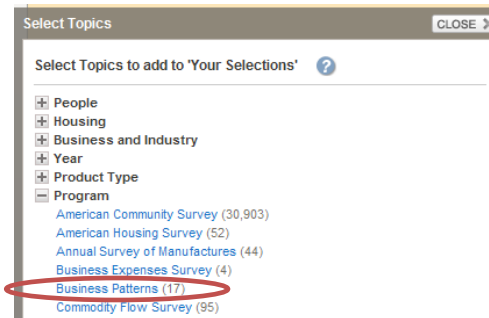 Select Topics
CLOSE
Select Topics to add to 'Your Selections' ?
People
Housing
Business and Industry
Year
Product Type
Program
American Community Survey (30,903)
American Housing Survey (52)
Annual Survey of Manufactures (44)
Business Expenses Survey (4)
Business Patterns (17)
Commodity Flow Survey (95)